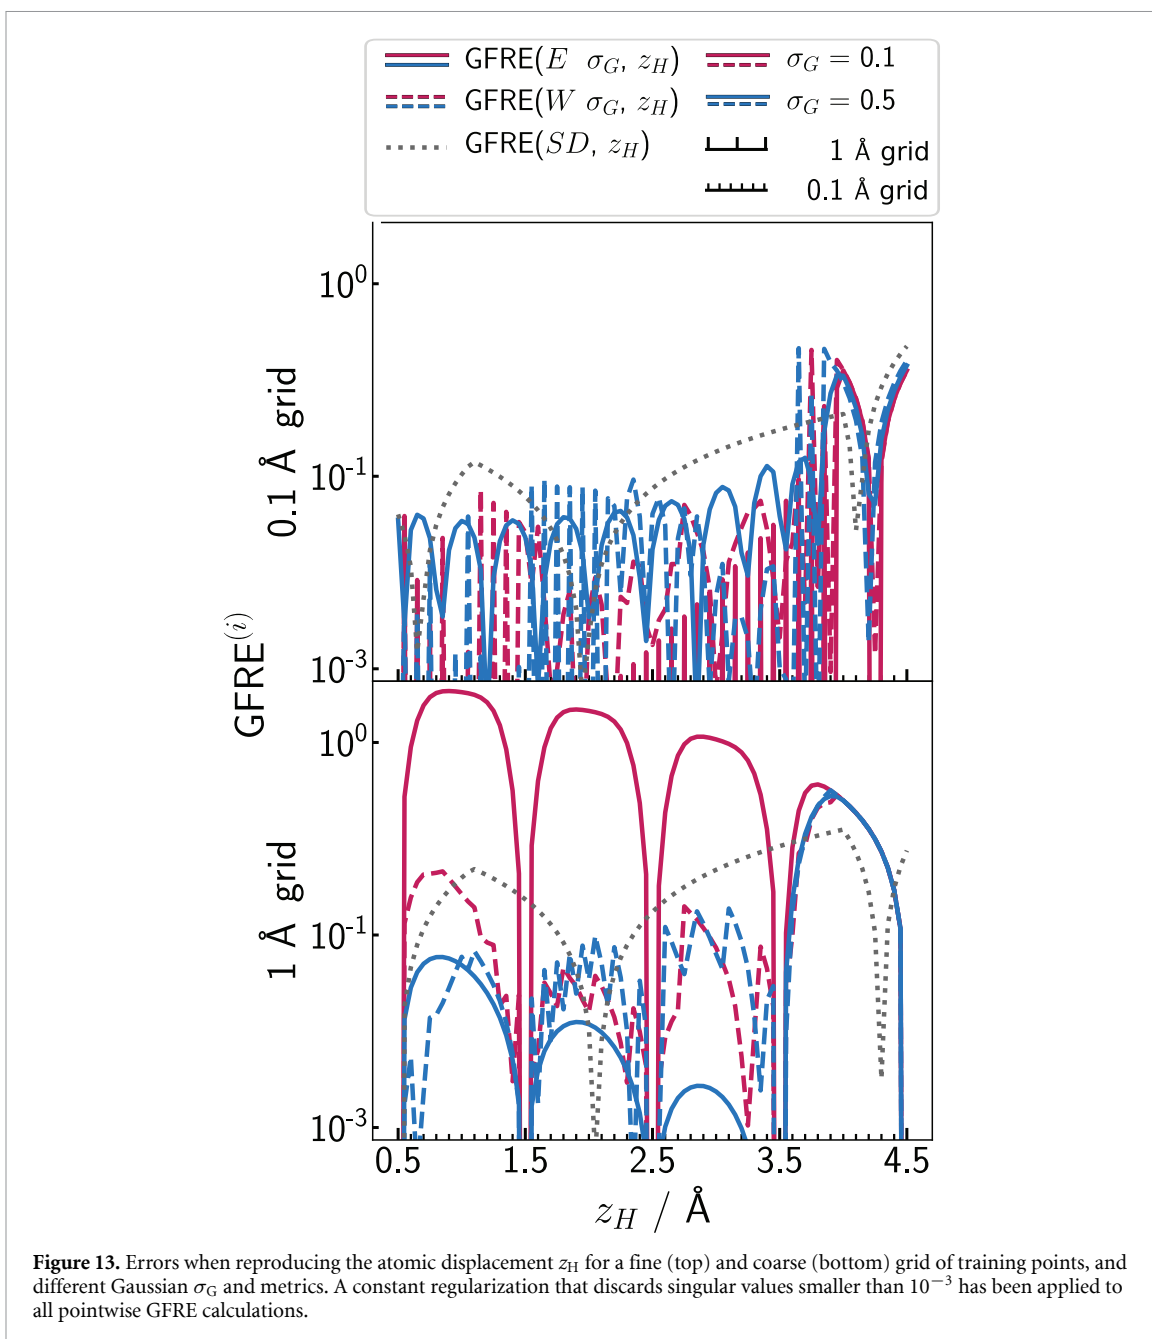 GFRE(E σG, zH)
σG = 0.1
GFRE(W σG, zH)
σG = 0.5
GFRE(SD, zH)
1 Å grid
0.1 Å grid
10⁰
10⁻¹
10⁻³
0.1 Å grid
GFRE⁽ⁱ⁾
10⁰
10⁻¹
10⁻³
1 Å grid
0.5 1.5 2.5 3.5 4.5
zH / Å
Figure 13. Errors when reproducing the atomic displacement zH for a fine (top) and coarse (bottom) grid of training points, and
different Gaussian σG and metrics. A constant regularization that discards singular values smaller than 10⁻³ has been applied to
all pointwise GFRE calculations.